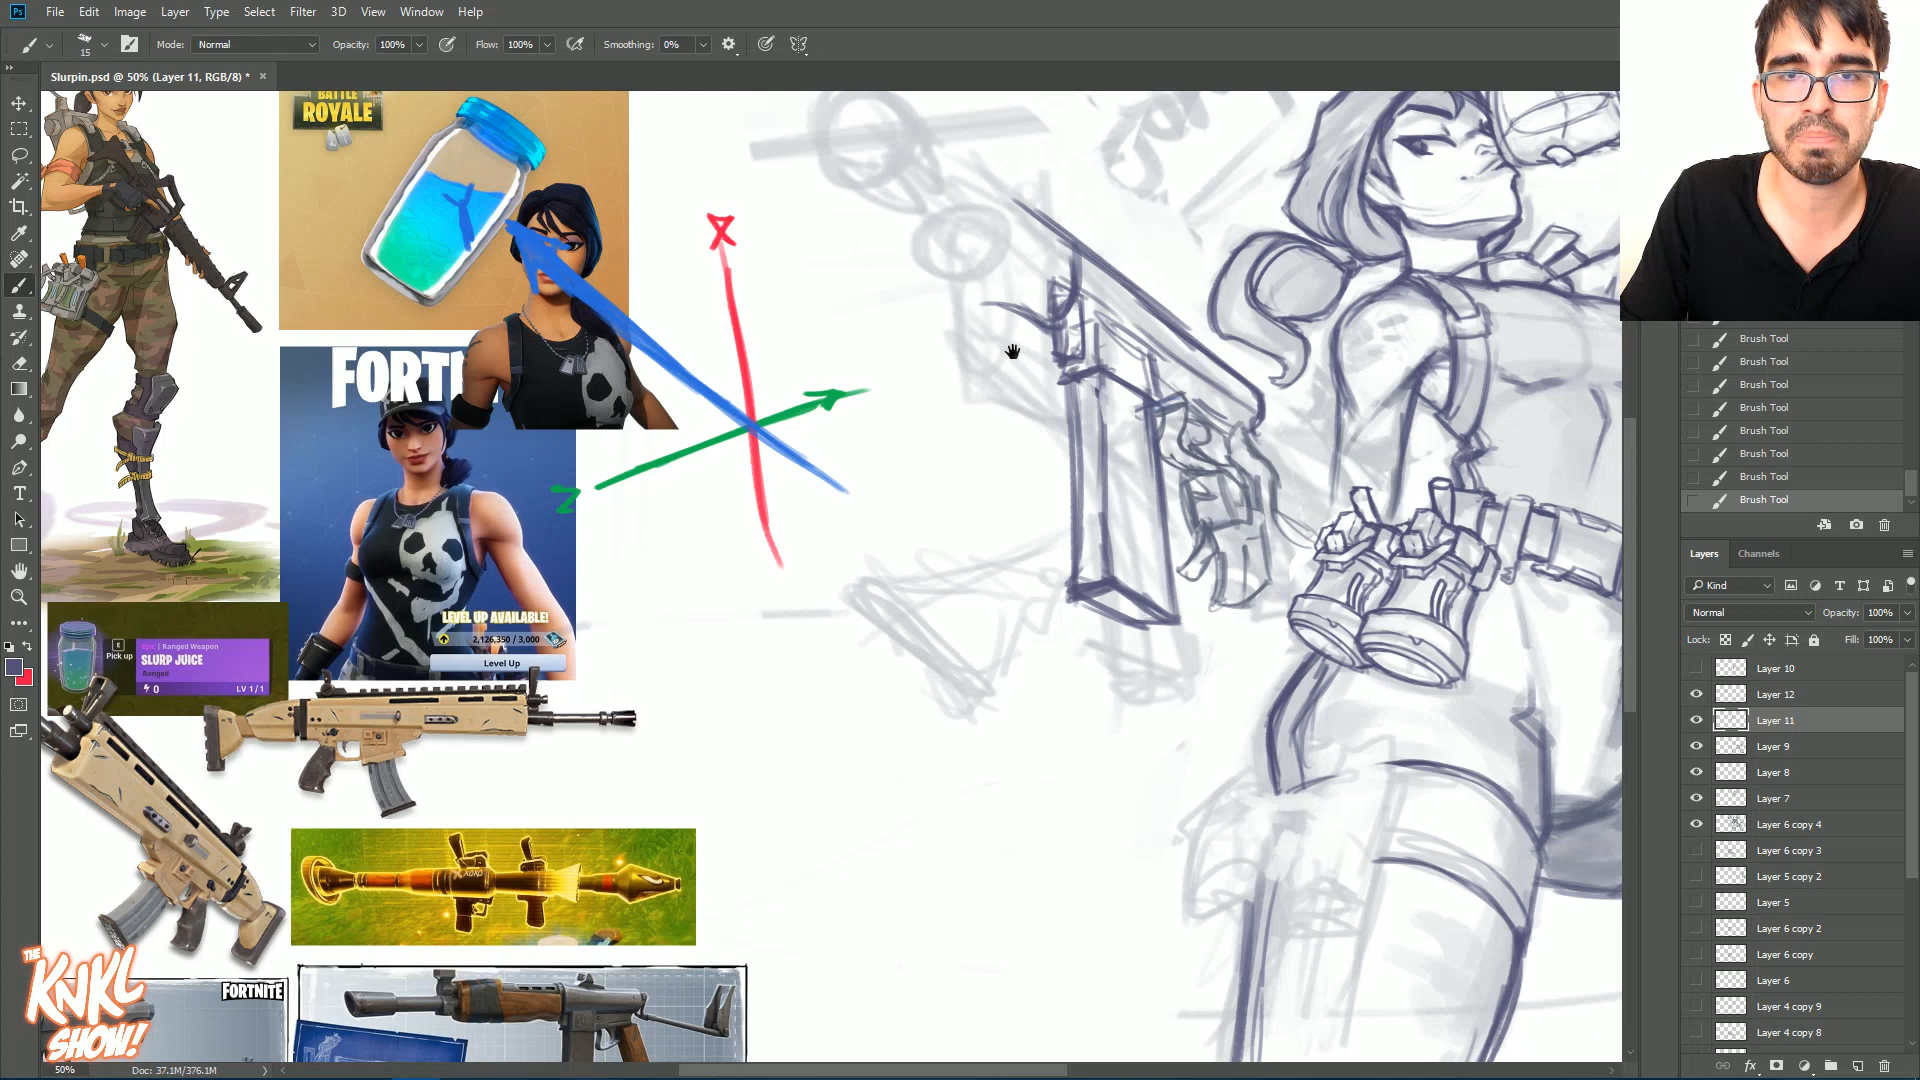 Ps File Edit Image Layer Type Select Filter 3D View Window Help
15 Mode: Normal Opacity: 100% Flow: 100% Smoothing: 0%
Slurpin.psd @ 50% (Layer 11, RGB/8) * ×
BATTLE
ROYALE
Y
X
Z
FORT
LEVEL UP AVAILABLE!
2,126,350 / 3,000
Level Up
E
Pick up
Epic | Ranged Weapon
SLURP JUICE
Ranged
0
LV 1/1
XOXO
FORTNITE
THE
KNKL
SHOW!
50% Doc: 37.1M/376.1M
Brush Tool
Brush Tool
Brush Tool
Brush Tool
Brush Tool
Brush Tool
Brush Tool
Brush Tool
Layers Channels
Kind
Normal Opacity: 100%
Lock: Fill: 100%
Layer 10
Layer 12
Layer 11
Layer 9
Layer 8
Layer 7
Layer 6 copy 4
Layer 6 copy 3
Layer 5 copy 2
Layer 5
Layer 6 copy 2
Layer 6 copy
Layer 6
Layer 4 copy 9
Layer 4 copy 8
fx